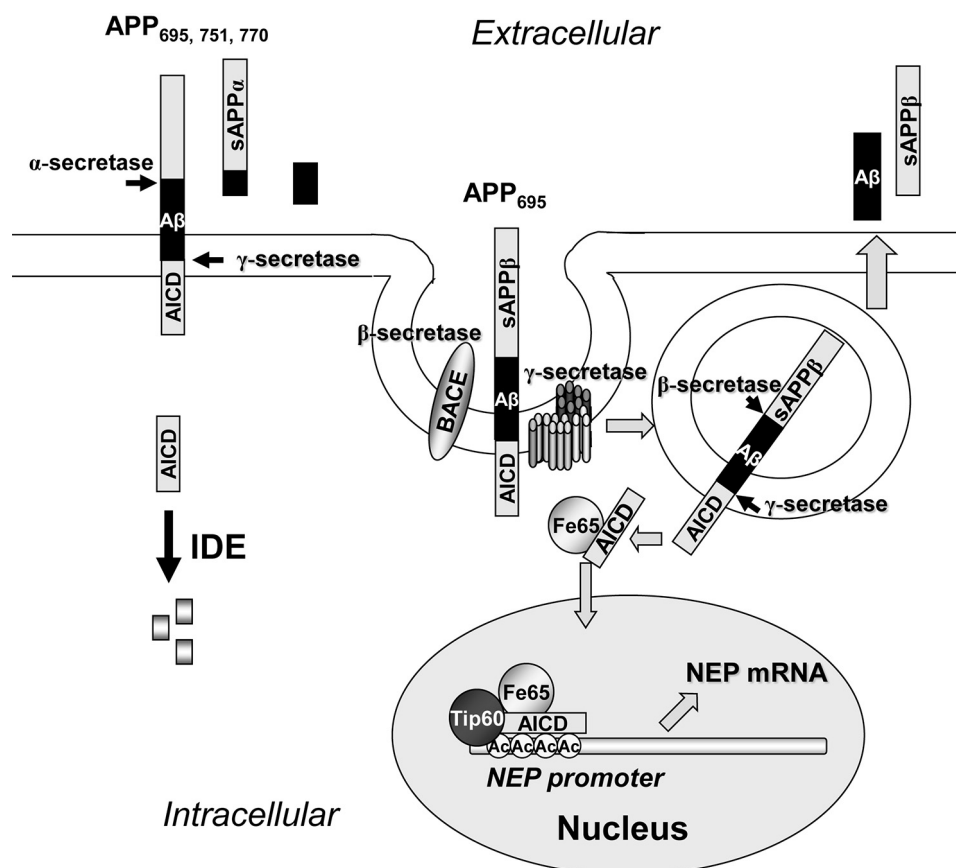 APP695, 751, 770
Extracellular
sAPPα
sAPPβ
α-secretase
Aβ
Aβ
APP695
γ-secretase
AICD
sAPPβ
β-secretase
γ-secretase
BACE
Aβ
AICD
sAPPβ
β-secretase
Aβ
γ-secretase
AICD
AICD
Fe65
AICD
IDE
NEP mRNA
Fe65
Tip60
AICD
Ac Ac Ac Ac
NEP promoter
Intracellular
Nucleus